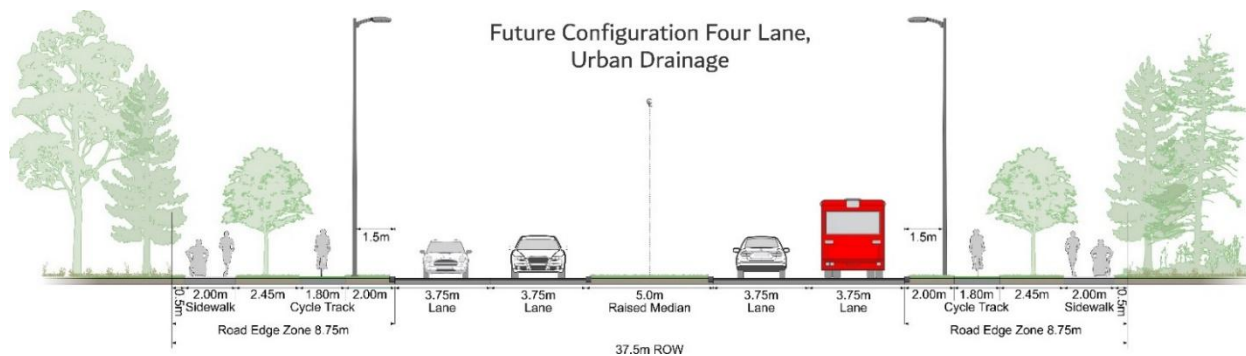 Future Configuration Four Lane,
Urban Drainage
1.5m
1.5m
0.5m
2.00m
2.45m
1.80m
2.00m
3.75m
3.75m
5.0m
3.75m
3.75m
2.00m
1.80m
2.45m
2.00m
0.5m
Sidewalk
Cycle Track
Lane
Lane
Raised Median
Lane
Lane
Cycle Track
Sidewalk
Road Edge Zone 8.75m
Road Edge Zone 8.75m
37.5m ROW